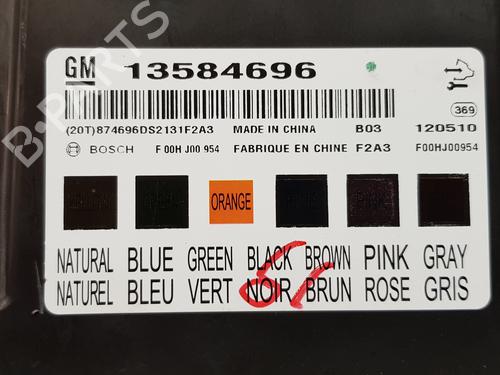 GM 13584696
(20T)874696DS2131F2A3 MADE IN CHINA B03 120510
369
BOSCH F 00H J00 954 FABRIQUE EN CHINE F2A3 F00HJ00954
ORANGE
NATURAL BLUE GREEN BLACK BROWN PINK GRAY
NATUREL BLEU VERT NOIR BRUN ROSE GRIS
B-PARTS